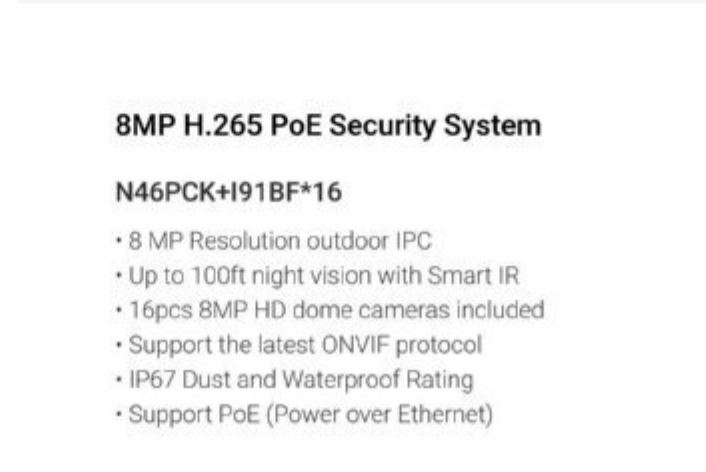 8MP H.265 PoE Security System
N46PCK+I91BF*16
• 8 MP Resolution outdoor IPC
• Up to 100ft night vision with Smart IR
• 16pcs 8MP HD dome cameras included
• Support the latest ONVIF protocol
• IP67 Dust and Waterproof Rating
• Support PoE (Power over Ethernet)